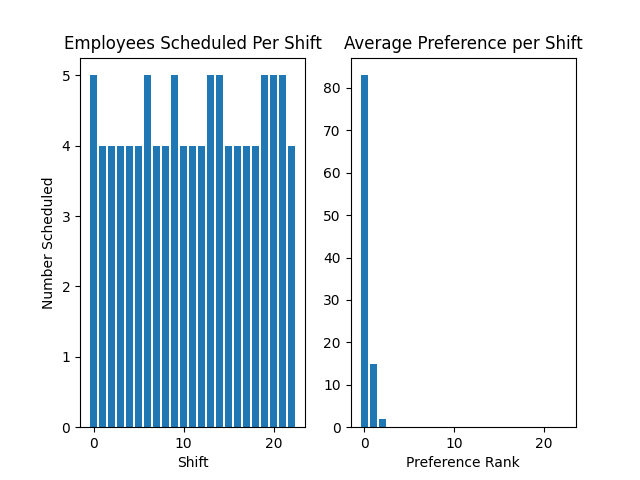 Employees Scheduled Per Shift
Number Scheduled
5
4
3
2
1
0
0 10 20
Shift
Average Preference per Shift
80
70
60
50
40
30
20
10
0
0 10 20
Preference Rank